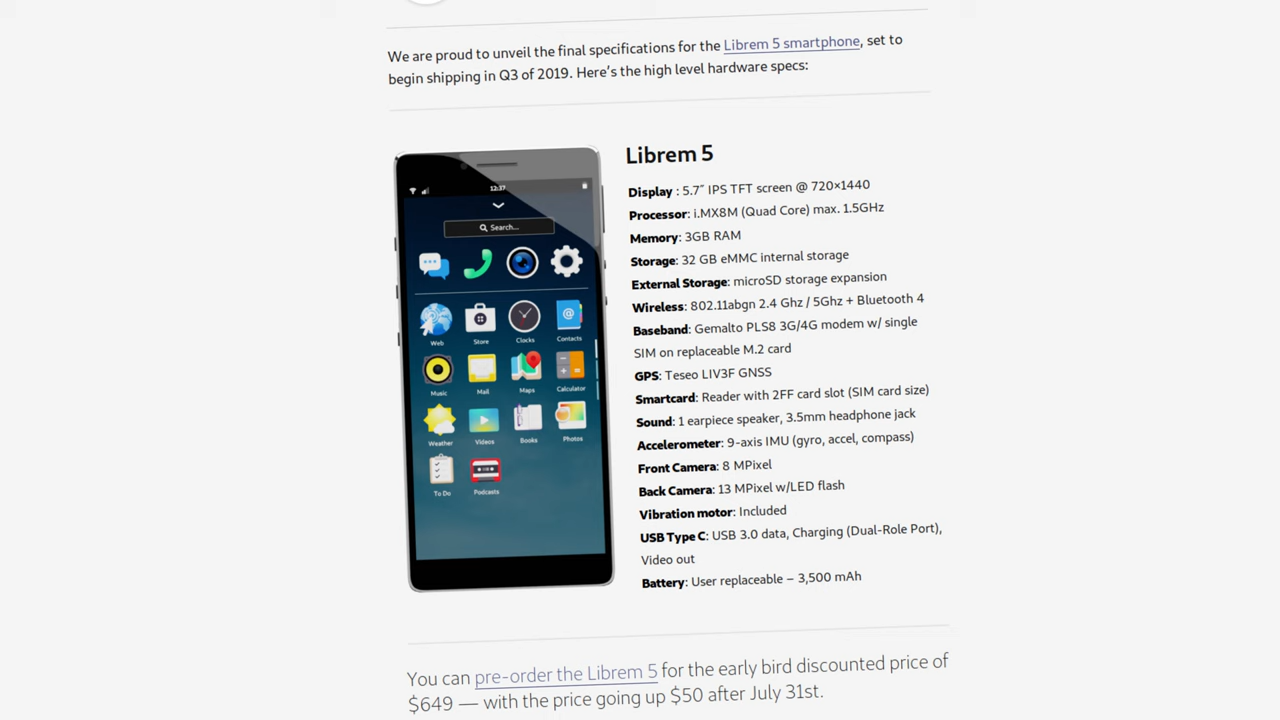 We are proud to unveil the final specifications for the Librem 5 smartphone, set to
begin shipping in Q3 of 2019. Here's the high level hardware specs:
12:37
Search...
Web
Store
Clocks
Contacts
Music
Mail
Maps
Calculator
Weather
Videos
Books
Photos
To Do
Podcasts
Librem 5
Display : 5.7″ IPS TFT screen @ 720×1440
Processor: i.MX8M (Quad Core) max. 1.5GHz
Memory: 3GB RAM
Storage: 32 GB eMMC internal storage
External Storage: microSD storage expansion
Wireless: 802.11abgn 2.4 Ghz / 5Ghz + Bluetooth 4
Baseband: Gemalto PLS8 3G/4G modem w/ single
SIM on replaceable M.2 card
GPS: Teseo LIV3F GNSS
Smartcard: Reader with 2FF card slot (SIM card size)
Sound: 1 earpiece speaker, 3.5mm headphone jack
Accelerometer: 9-axis IMU (gyro, accel, compass)
Front Camera: 8 MPixel
Back Camera: 13 MPixel w/LED flash
Vibration motor: Included
USB Type C: USB 3.0 data, Charging (Dual-Role Port),
Video out
Battery: User replaceable – 3,500 mAh
You can pre-order the Librem 5 for the early bird discounted price of
$649 — with the price going up $50 after July 31st.